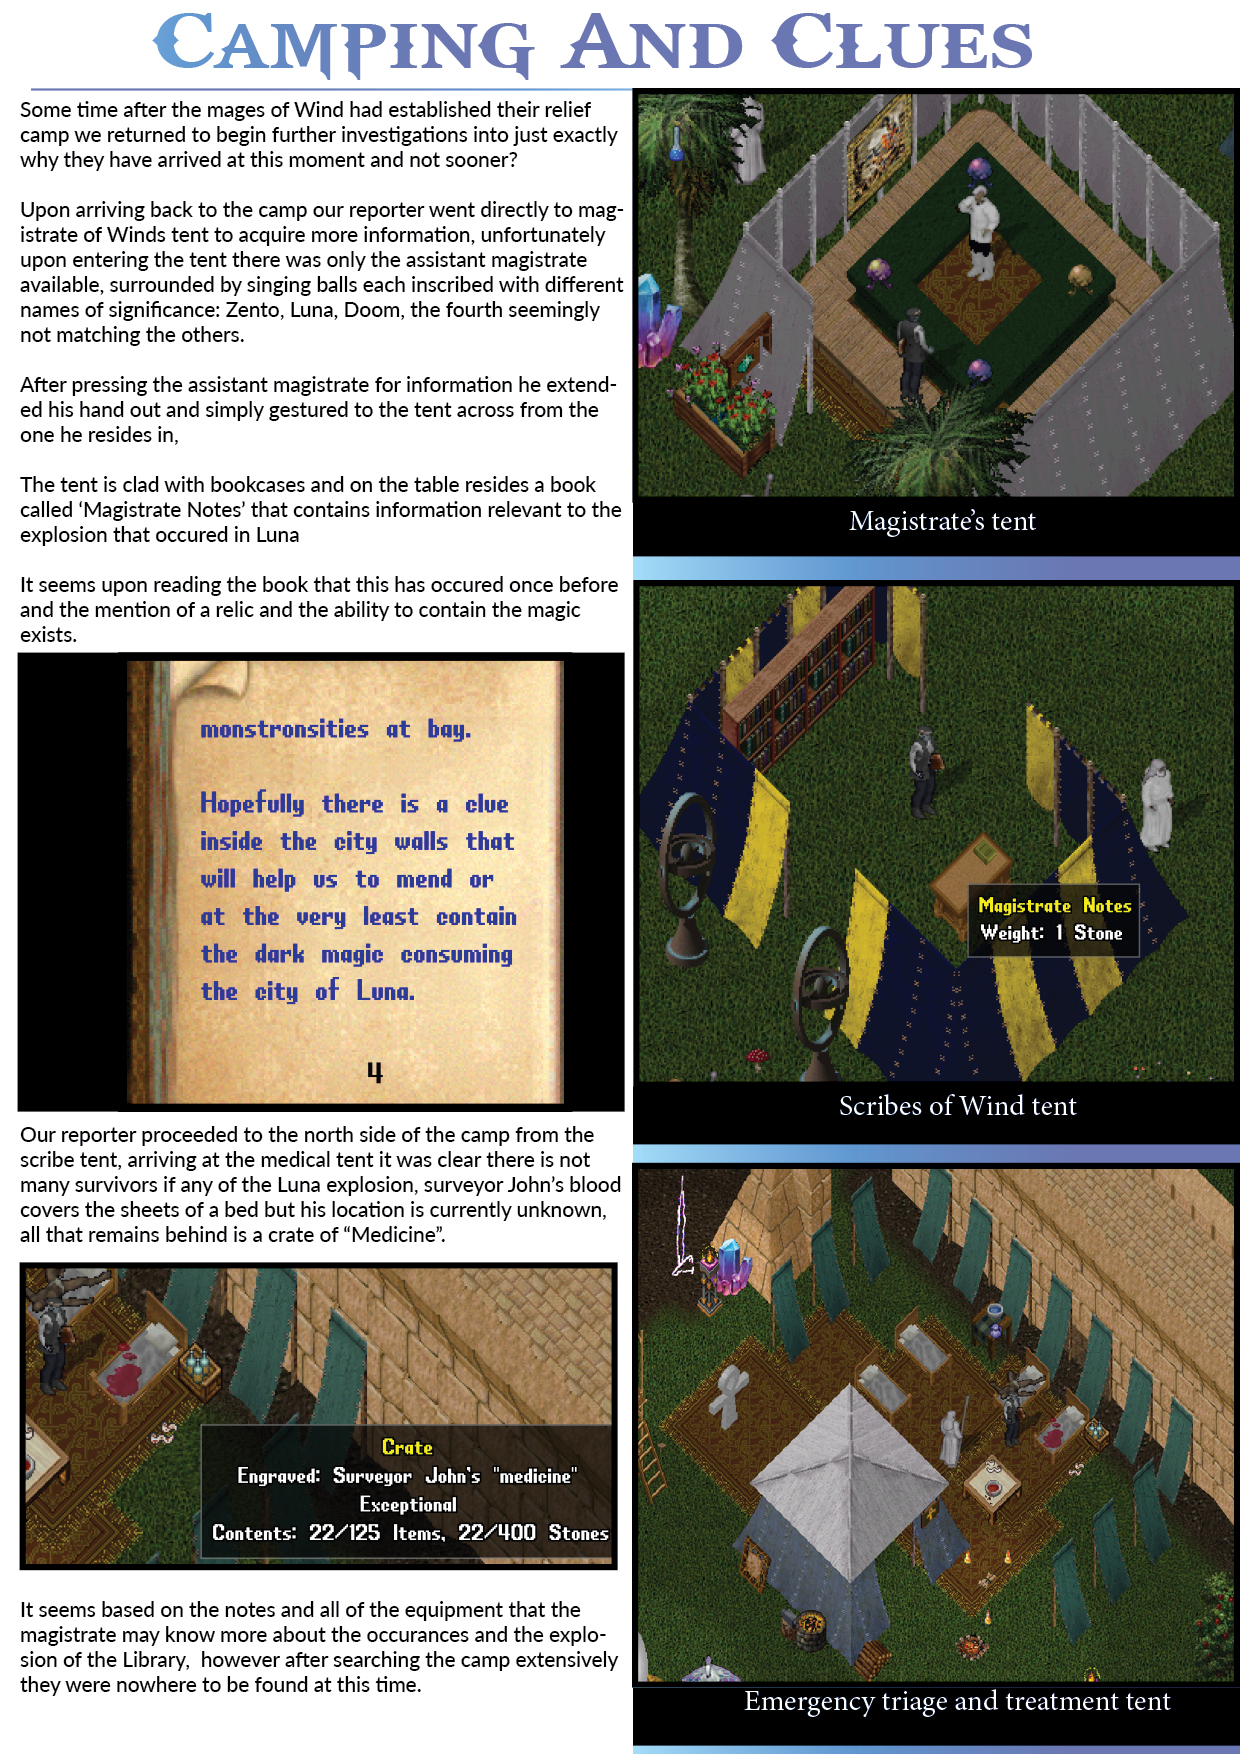 CAMPING AND CLUES
Some time after the mages of Wind had established their relief
camp we returned to begin further investigations into just exactly
why they have arrived at this moment and not sooner?
Upon arriving back to the camp our reporter went directly to mag-
istrate of Winds tent to acquire more information, unfortunately
upon entering the tent there was only the assistant magistrate
available, surrounded by singing balls each inscribed with different
names of significance: Zento, Luna, Doom, the fourth seemingly
not matching the others.
After pressing the assistant magistrate for information he extend-
ed his hand out and simply gestured to the tent across from the
one he resides in,
The tent is clad with bookcases and on the table resides a book
called ‘Magistrate Notes’ that contains information relevant to the
explosion that occured in Luna
It seems upon reading the book that this has occured once before
and the mention of a relic and the ability to contain the magic
exists.
monstronsities at bay.
Hopefully there is a clue
inside the city walls that
will help us to mend or
at the very least contain
the dark magic consuming
the city of Luna.
4
Our reporter proceeded to the north side of the camp from the
scribe tent, arriving at the medical tent it was clear there is not
many survivors if any of the Luna explosion, surveyor John’s blood
covers the sheets of a bed but his location is currently unknown,
all that remains behind is a crate of “Medicine”.
Crate
Engraved: Surveyor John's "medicine"
Exceptional
Contents: 22/125 Items, 22/400 Stones
It seems based on the notes and all of the equipment that the
magistrate may know more about the occurances and the explo-
sion of the Library,  however after searching the camp extensively
they were nowhere to be found at this time.
Magistrate’s tent
Magistrate Notes
Weight: 1 Stone
Scribes of Wind tent
Emergency triage and treatment tent